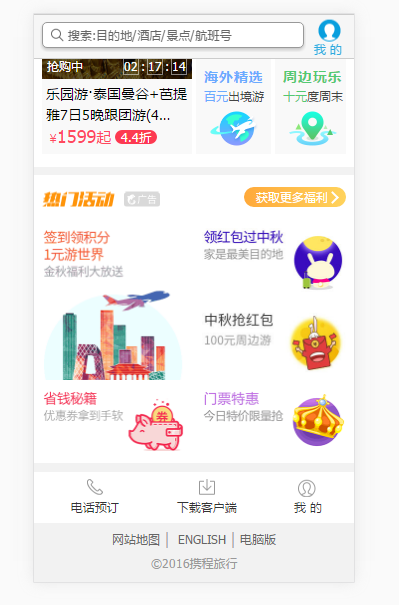 搜索:目的地/酒店/景点/航班号
我 的
抢购中
02:17:14
乐园游·泰国曼谷+芭提
雅7日5晚跟团游(4...
¥1599起 4.4折
海外精选
百元出境游
周边玩乐
十元度周末
热门活动
广告
获取更多福利
签到领积分
1元游世界
金秋福利大放送
领红包过中秋
家是最美目的地
中秋抢红包
100元周边游
省钱秘籍
优惠券拿到手软
券
门票特惠
今日特价限量抢
电话预订
下载客户端
我 的
网站地图 | ENGLISH | 电脑版
©2016携程旅行